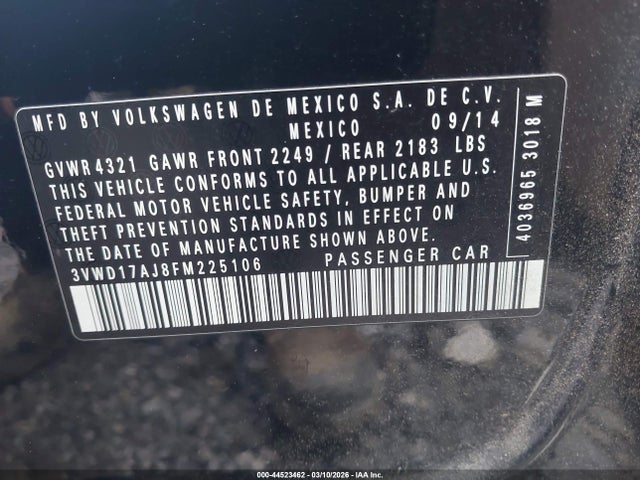 MFD BY VOLKSWAGEN DE MEXICO S.A. DE C.V.
MEXICO 09/14
GVWR 4321 GAWR FRONT 2249 / REAR 2183 LBS
THIS VEHICLE CONFORMS TO ALL APPLICABLE U.S.
FEDERAL MOTOR VEHICLE SAFETY, BUMPER AND
THEFT PREVENTION STANDARDS IN EFFECT ON
THE DATE OF MANUFACTURE SHOWN ABOVE.
3VWD17AJ8FM225106 PASSENGER CAR
4036965 3018 M
000-44523462 - 03/10/2026 - IAA Inc.